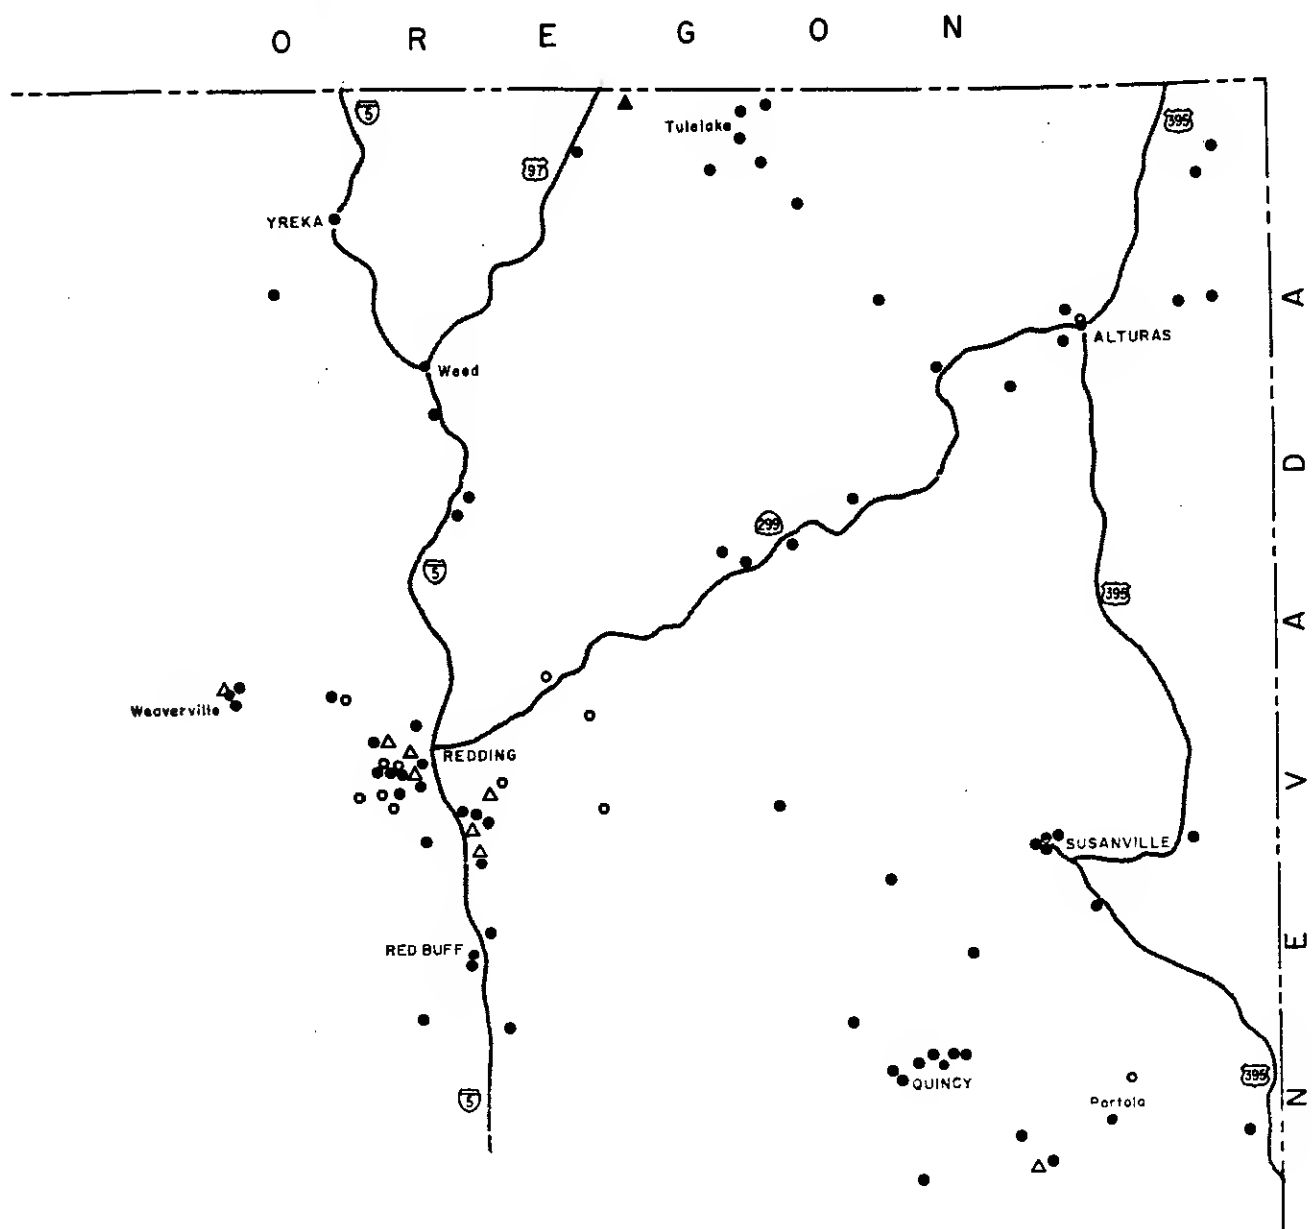 O R E G O N
5
395
Tulelake
97
YREKA
A
ALTURAS
Weed
D
299
5
395
A
Weaverville
REDDING
V
SUSANVILLE
RED BUFF
E
395
QUINCY
5
Portola
N